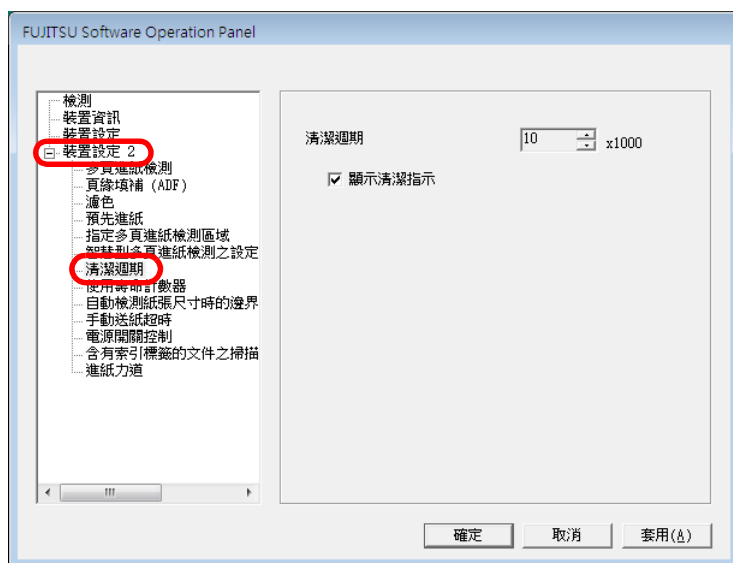 FUJITSU Software Operation Panel
檢測
裝置資訊
裝置設定
裝置設定 2
多頁進紙檢測
頁緣填補 (ADF)
濾色
預先進紙
指定多頁進紙檢測區域
智慧型多頁進紙檢測之設定
清潔週期
使用壽命計數器
自動檢測紙張尺寸時的邊界
手動送紙超時
電源開關控制
含有索引標籤的文件之掃描
進紙力道
清潔週期
10
x1000
顯示清潔指示
確定
取消
套用(A)